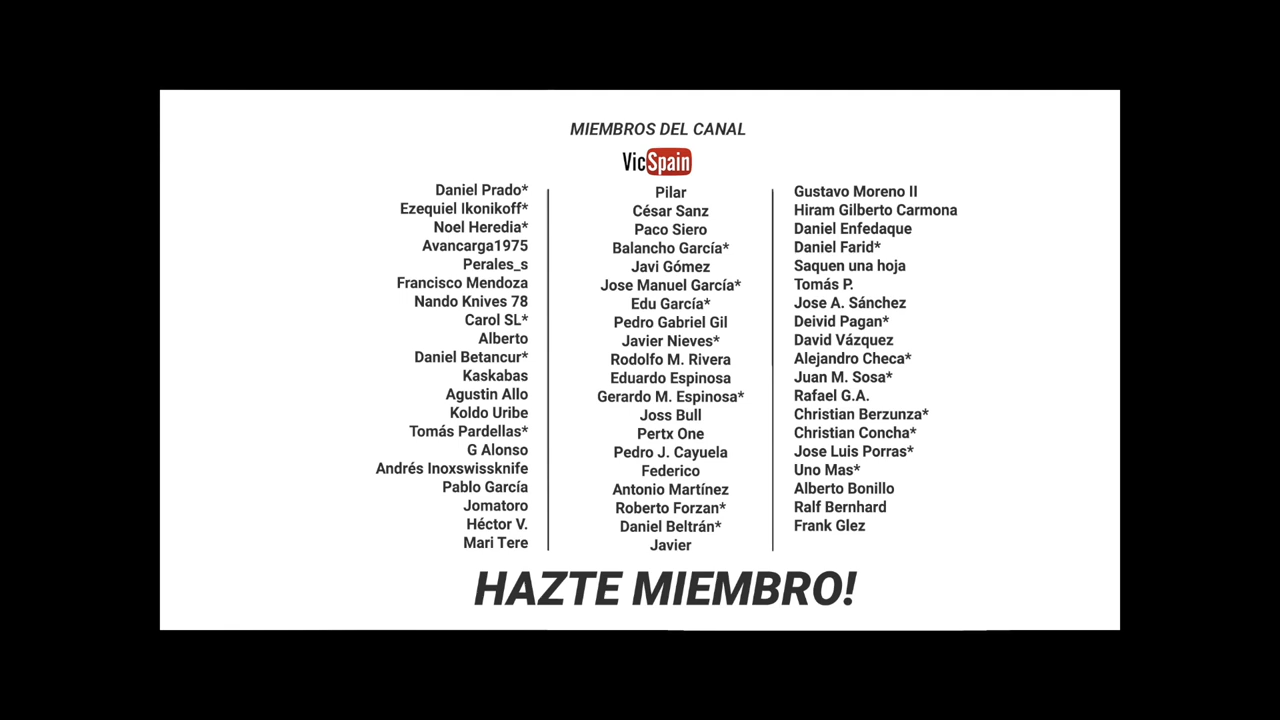 MIEMBROS DEL CANAL
VicSpain
Daniel Prado*
Ezequiel Ikonikoff*
Noel Heredia*
Avancarga1975
Perales_s
Francisco Mendoza
Nando Knives 78
Carol SL*
Alberto
Daniel Betancur*
Kaskabas
Agustin Allo
Koldo Uribe
Tomás Pardellas*
G Alonso
Andrés Inoxswissknife
Pablo García
Jomatoro
Héctor V.
Mari Tere
Pilar
César Sanz
Paco Siero
Balancho García*
Javi Gómez
Jose Manuel García*
Edu García*
Pedro Gabriel Gil
Javier Nieves*
Rodolfo M. Rivera
Eduardo Espinosa
Gerardo M. Espinosa*
Joss Bull
Pertx One
Pedro J. Cayuela
Federico
Antonio Martínez
Roberto Forzan*
Daniel Beltrán*
Javier
Gustavo Moreno II
Hiram Gilberto Carmona
Daniel Enfedaque
Daniel Farid*
Saquen una hoja
Tomás P.
Jose A. Sánchez
Deivid Pagan*
David Vázquez
Alejandro Checa*
Juan M. Sosa*
Rafael G.A.
Christian Berzunza*
Christian Concha*
Jose Luis Porras*
Uno Mas*
Alberto Bonillo
Ralf Bernhard
Frank Glez
HAZTE MIEMBRO!